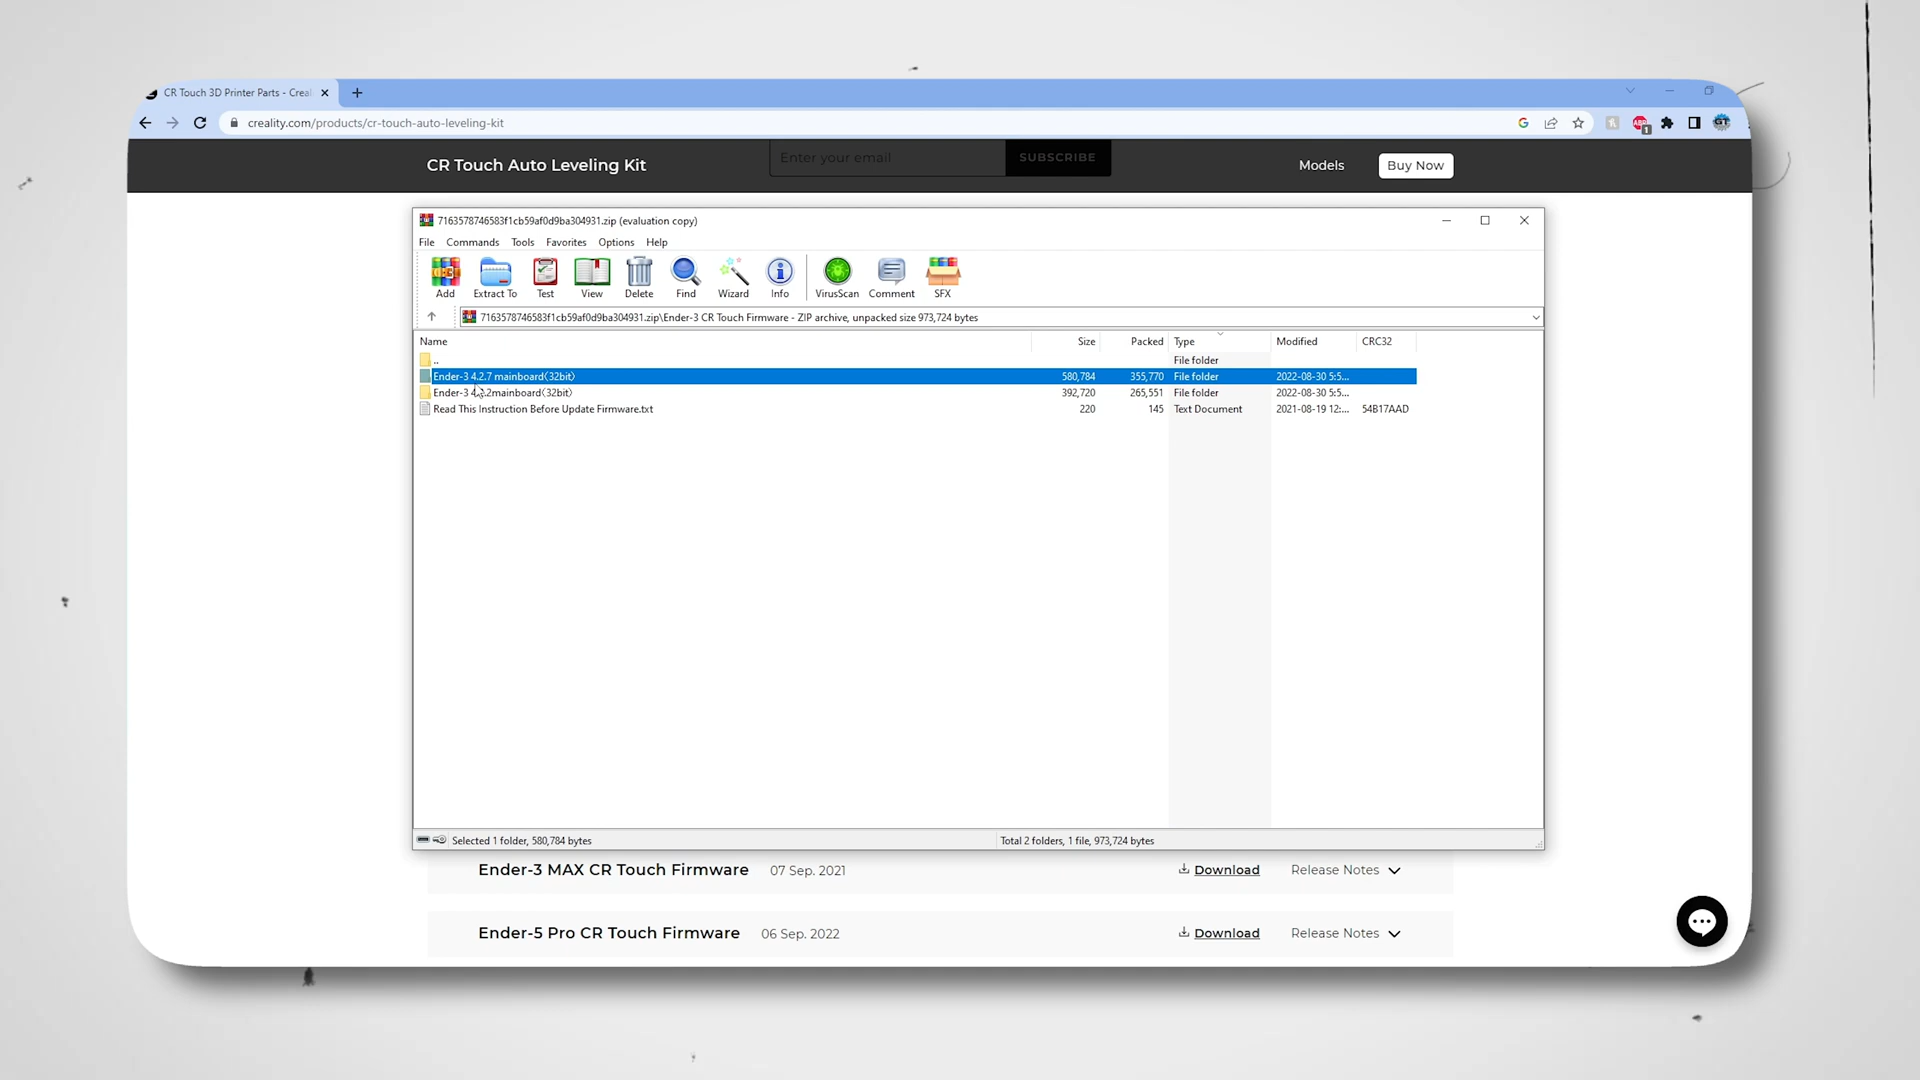 CR Touch 3D Printer Parts - Creal
creality.com/products/cr-touch-auto-leveling-kit
CR Touch Auto Leveling Kit
Enter your email
SUBSCRIBE
Models
Buy Now
7163578746583f1cb59af0d9ba304931.zip (evaluation copy)
File Commands Tools Favorites Options Help
Add Extract To Test View Delete Find Wizard Info VirusScan Comment SFX
7163578746583f1cb59af0d9ba304931.zip\Ender-3 CR Touch Firmware - ZIP archive, unpacked size 973,724 bytes
Name Size Packed Type Modified CRC32
.. File folder
Ender-3 4.2.7 mainboard(32bit) 580,784 355,770 File folder 2022-08-30 5:5...
Ender-3 4.2.2mainboard(32bit) 392,720 265,551 File folder 2022-08-30 5:5...
Read This Instruction Before Update Firmware.txt 220 145 Text Document 2021-08-19 12:... 54B17AAD
Selected 1 folder, 580,784 bytes
Total 2 folders, 1 file, 973,724 bytes
Ender-3 MAX CR Touch Firmware 07 Sep. 2021 Download Release Notes
Ender-5 Pro CR Touch Firmware 06 Sep. 2022 Download Release Notes